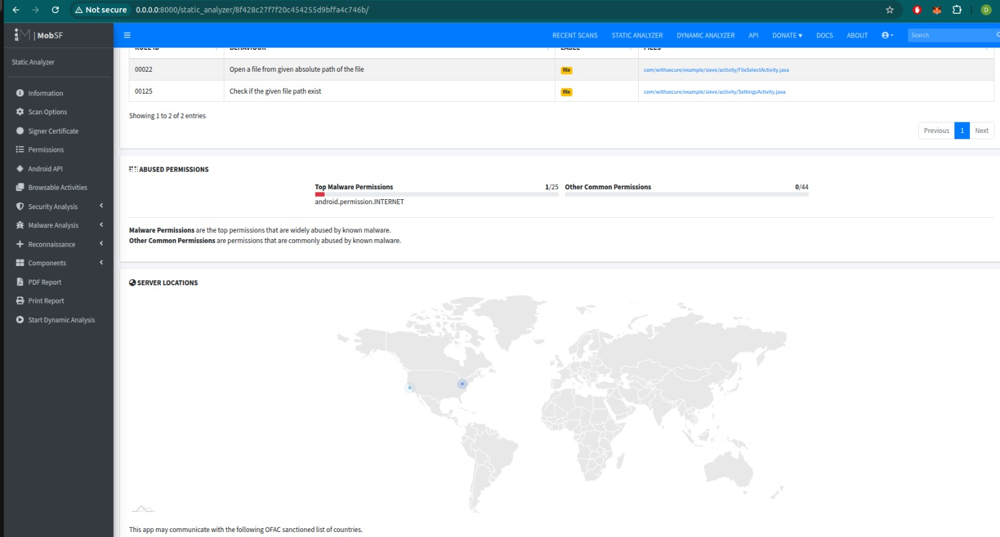 Not secure 0.0.0.0:8000/static_analyzer/8f428c27f7f20c454255d9bffa4c746b/ D
M | MobSF
RECENT SCANS STATIC ANALYZER DYNAMIC ANALYZER API DONATE ♥ DOCS ABOUT Search
Static Analyzer
Information
Scan Options
Signer Certificate
Permissions
Android API
Browsable Activities
Security Analysis
Malware Analysis
Reconnaissance
Components
PDF Report
Print Report
Start Dynamic Analysis
RULE ID BEHAVIOUR LABEL FILES
00022 Open a file from given absolute path of the file file com/withsecure/example/sieve/activity/FileSelectActivity.java
00125 Check if the given file path exist file com/withsecure/example/sieve/activity/SettingsActivity.java
Showing 1 to 2 of 2 entries
Previous 1 Next
ABUSED PERMISSIONS
Top Malware Permissions 1/25 Other Common Permissions 0/44
android.permission.INTERNET
Malware Permissions are the top permissions that are widely abused by known malware.
Other Common Permissions are permissions that are commonly abused by known malware.
SERVER LOCATIONS
This app may communicate with the following OFAC sanctioned list of countries.